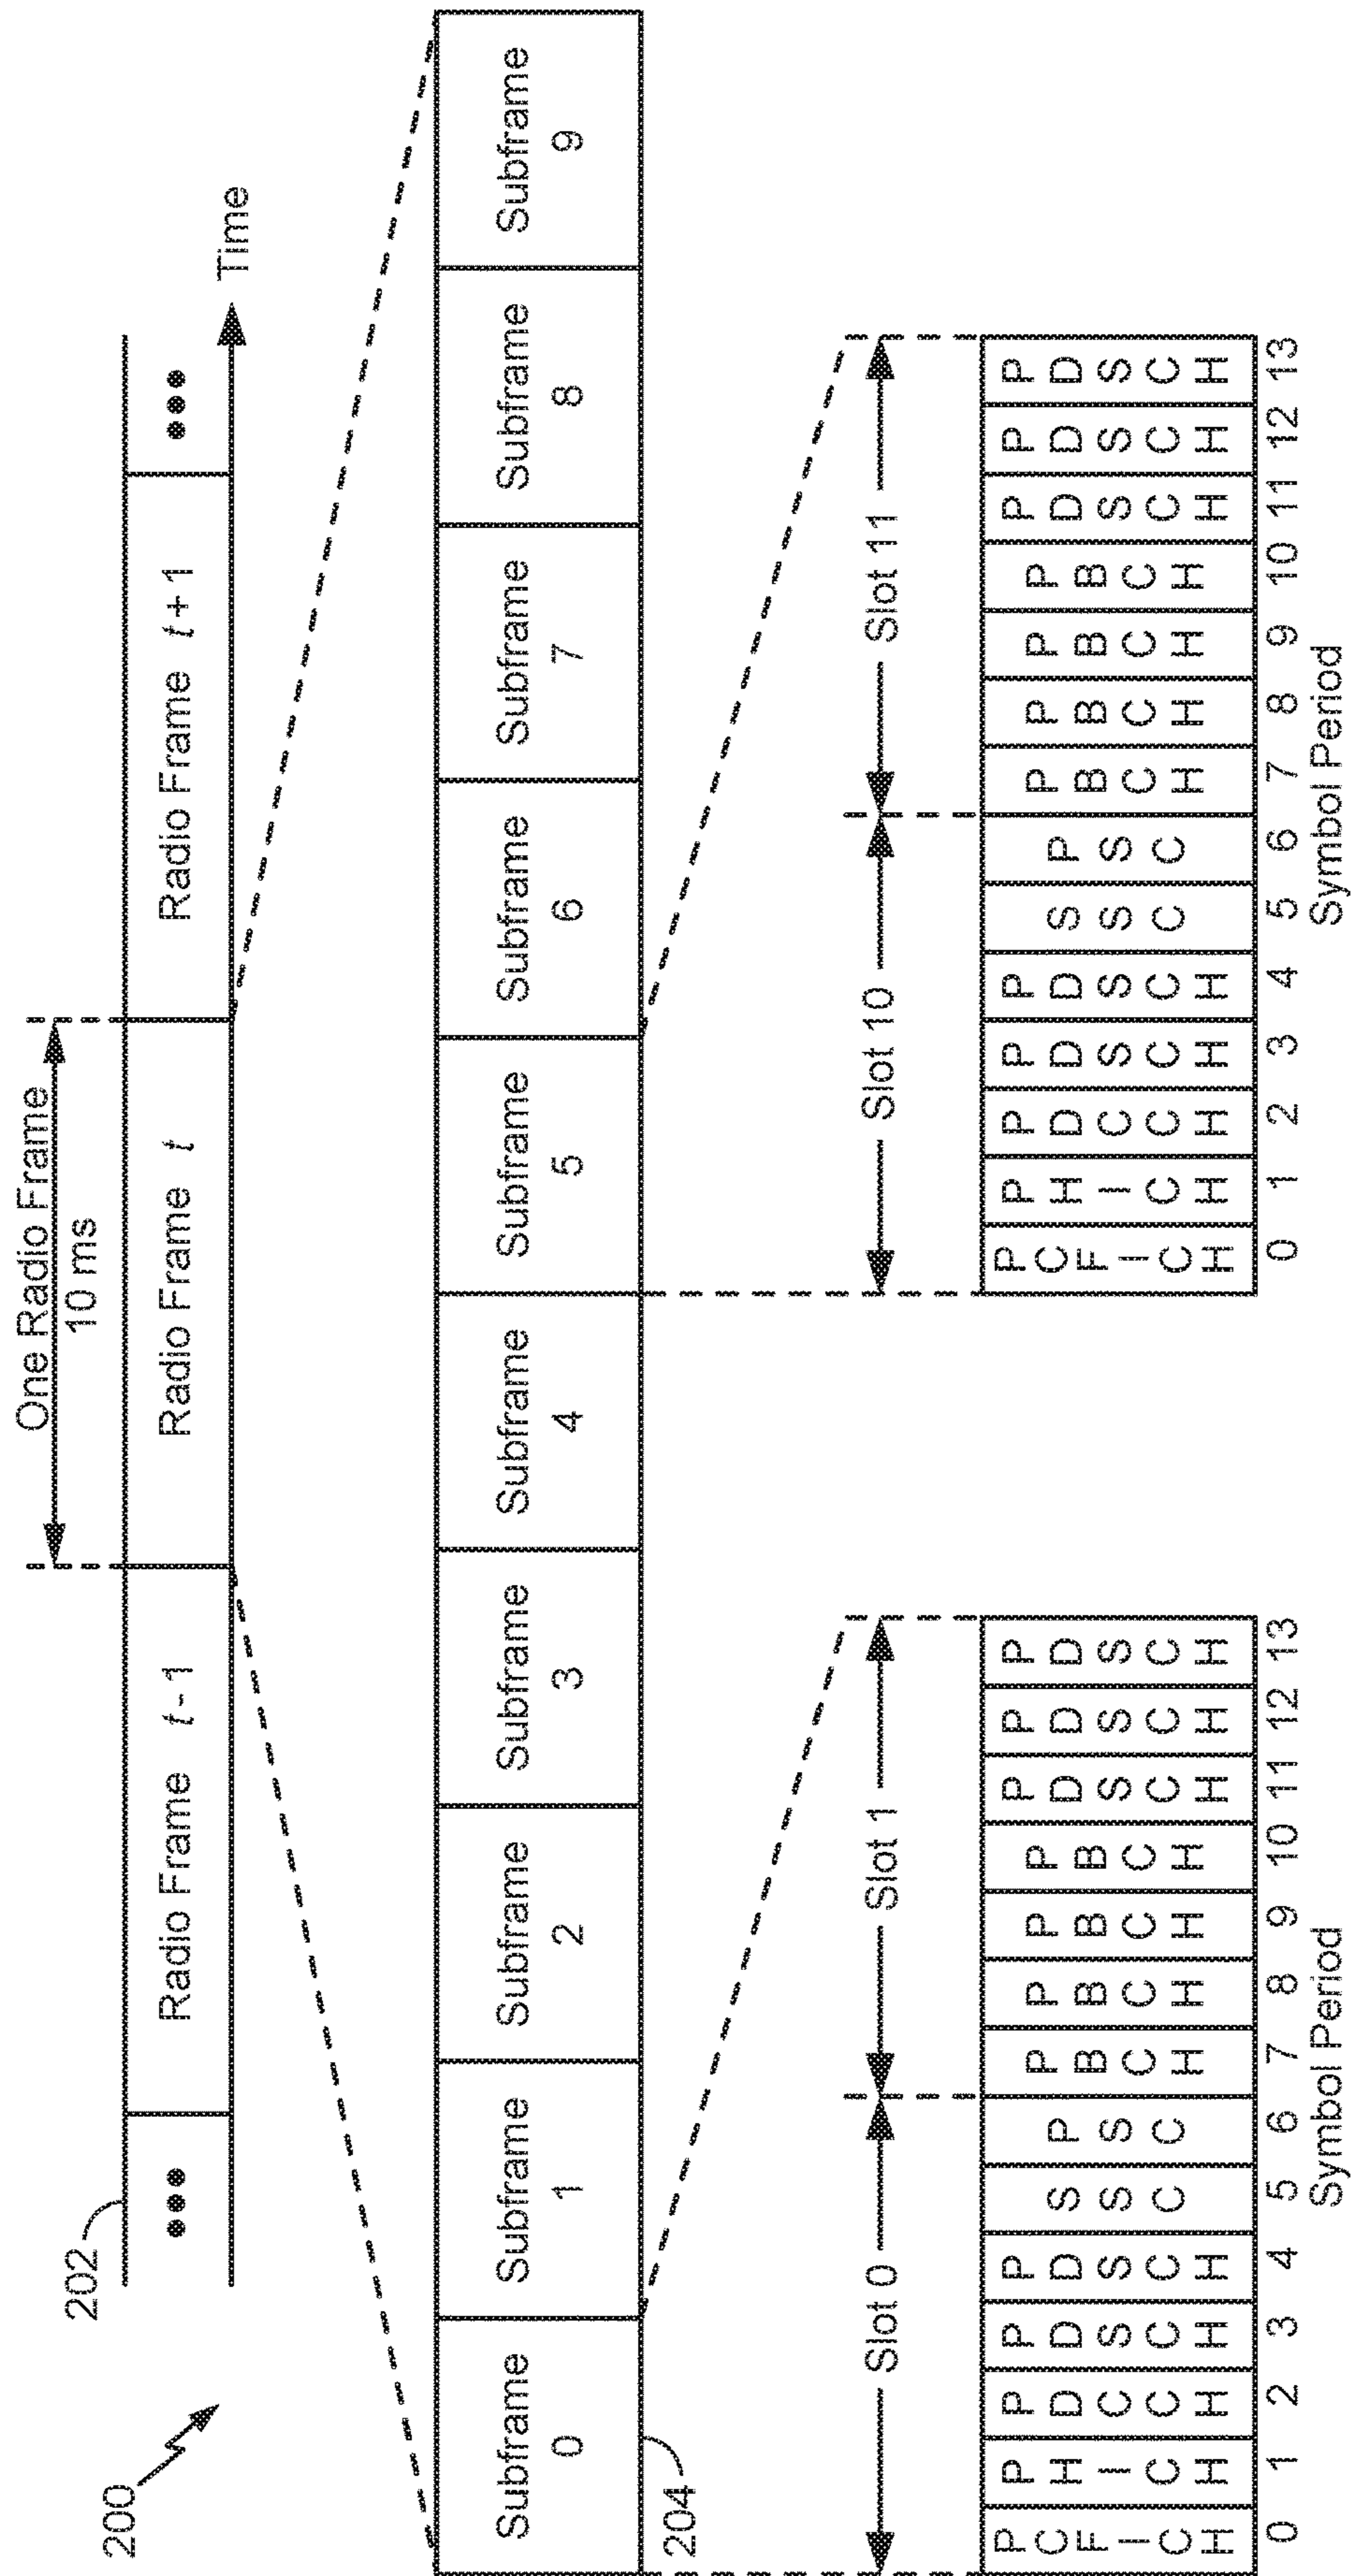 200
202
One Radio Frame
10 ms
••• Radio Frame t-1 Radio Frame t Radio Frame t+1 •••
Time
Subframe 0 Subframe 1 Subframe 2 Subframe 3 Subframe 4 Subframe 5 Subframe 6 Subframe 7 Subframe 8 Subframe 9
204
Slot 0 Slot 1
PCFICH PHICH PDCCH PDSCH PDSCH SSC PSC PBCH PBCH PBCH PBCH PDSCH PDSCH PDSCH
0 1 2 3 4 5 6 7 8 9 10 11 12 13
Symbol Period
Slot 10 Slot 11
PCFICH PHICH PDCCH PDSCH PDSCH SSC PSC PBCH PBCH PBCH PBCH PDSCH PDSCH PDSCH
0 1 2 3 4 5 6 7 8 9 10 11 12 13
Symbol Period